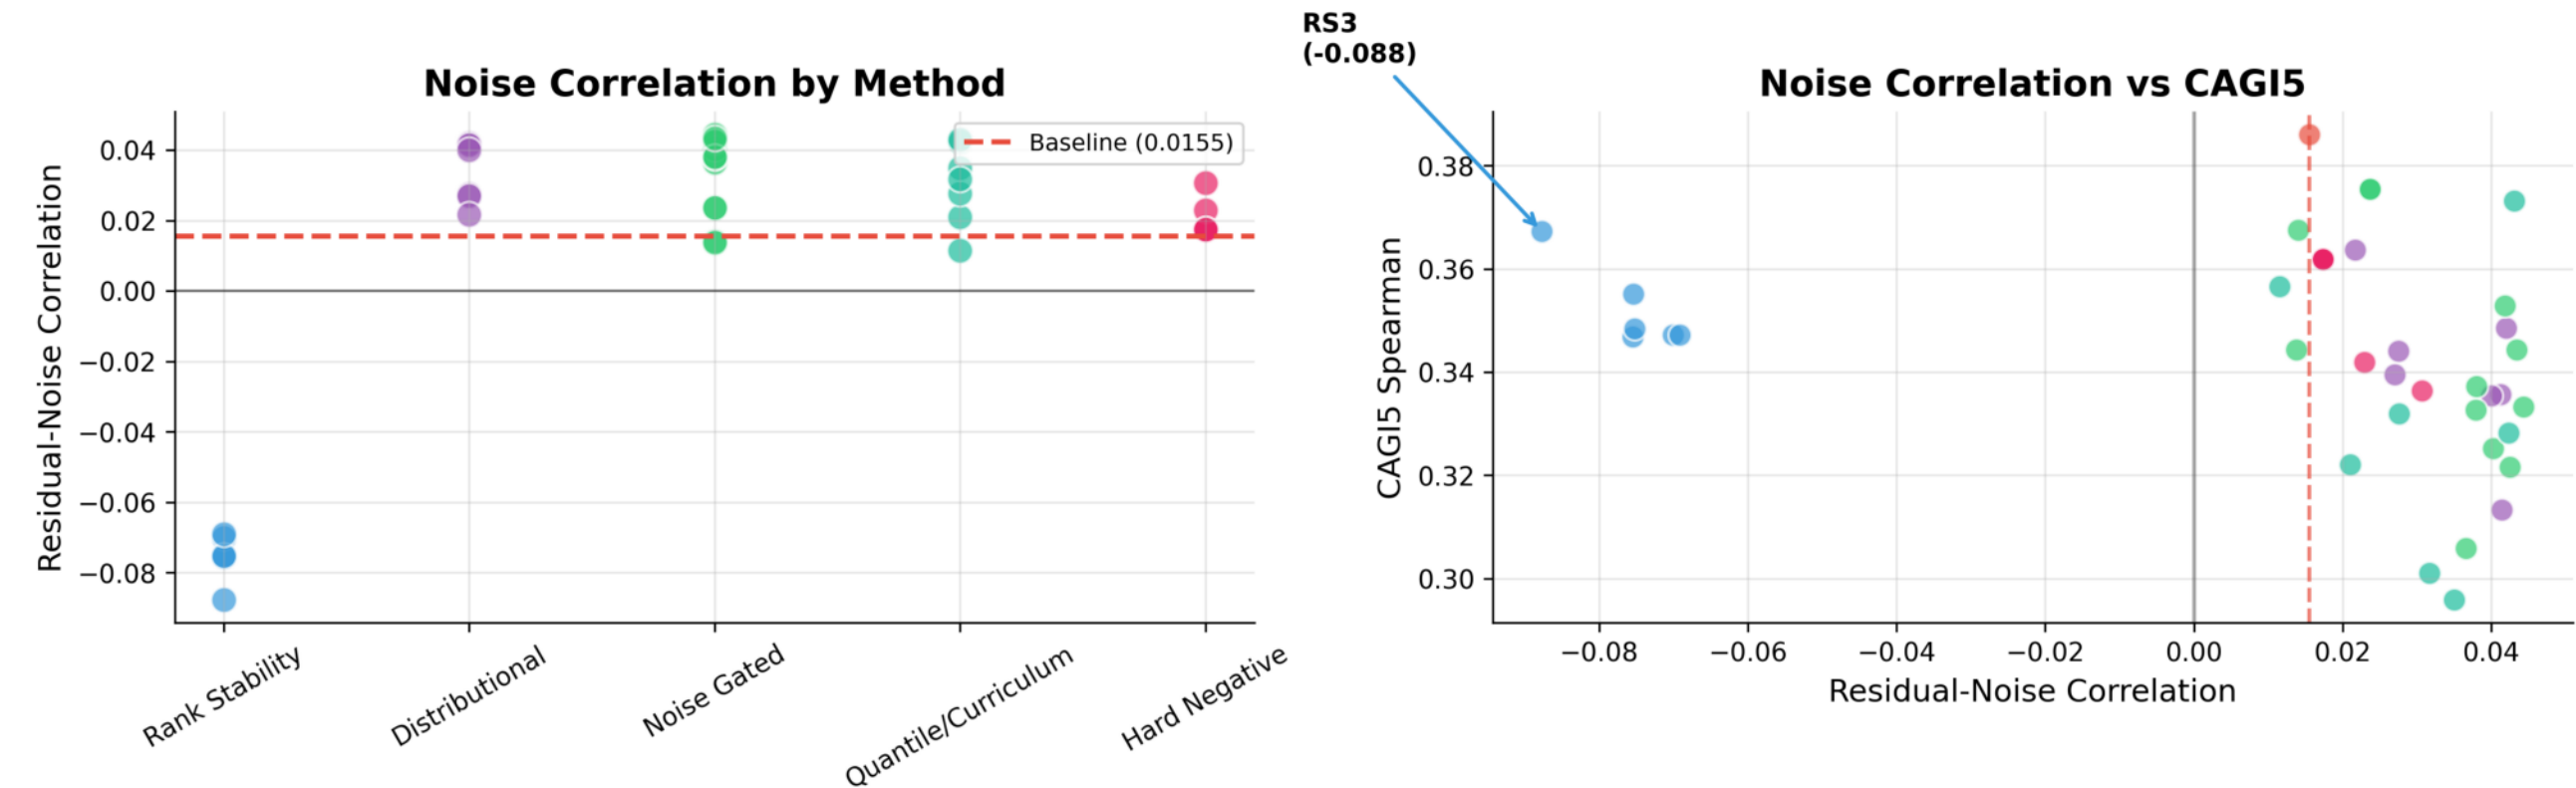 RS3
(-0.088)
Noise Correlation by Method
Residual-Noise Correlation
0.04
0.02
0.00
−0.02
−0.04
−0.06
−0.08
Baseline (0.0155)
Rank Stability
Distributional
Noise Gated
Quantile/Curriculum
Hard Negative
Noise Correlation vs CAGI5
CAGI5 Spearman
0.38
0.36
0.34
0.32
0.30
−0.08
−0.06
−0.04
−0.02
0.00
0.02
0.04
Residual-Noise Correlation